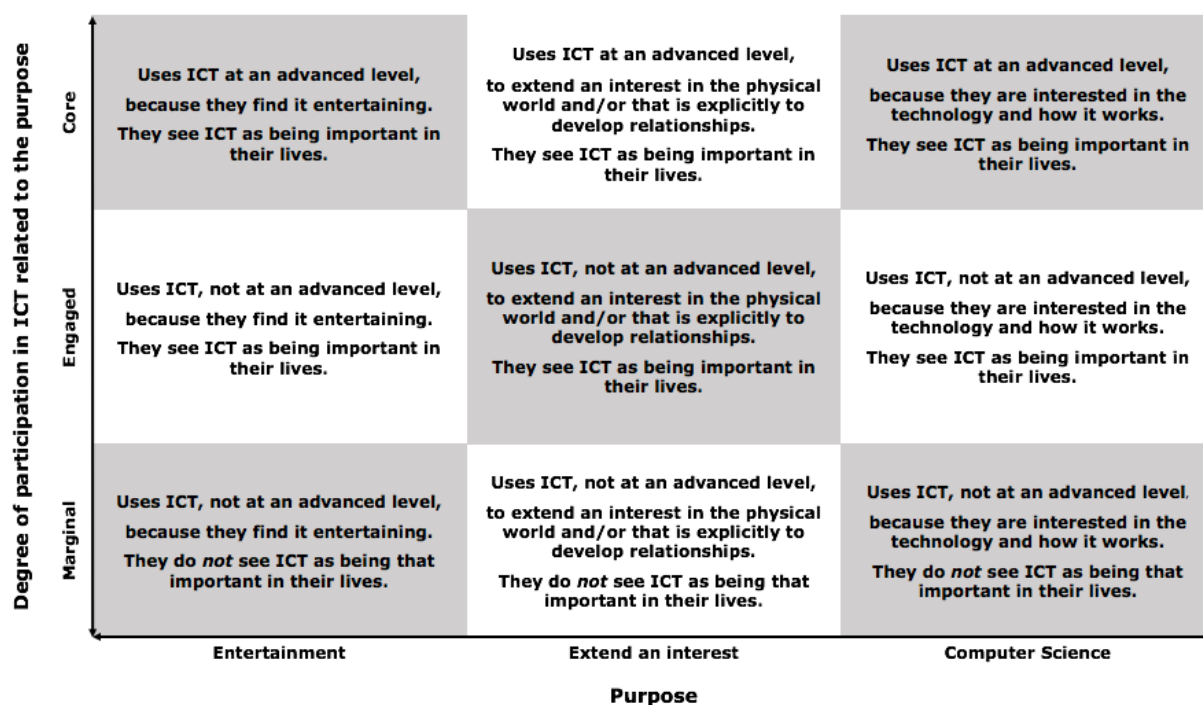 Degree of participation in ICT related to the purpose
Core
Uses ICT at an advanced level,
because they find it entertaining.
They see ICT as being important in
their lives.
Uses ICT at an advanced level,
to extend an interest in the physical
world and/or that is explicitly to
develop relationships.
They see ICT as being important in
their lives.
Uses ICT at an advanced level,
because they are interested in the
technology and how it works.
They see ICT as being important in
their lives.
Engaged
Uses ICT, not at an advanced level,
because they find it entertaining.
They see ICT as being important in
their lives.
Uses ICT, not at an advanced level,
to extend an interest in the physical
world and/or that is explicitly to
develop relationships.
They see ICT as being important in
their lives.
Uses ICT, not at an advanced level,
because they are interested in the
technology and how it works.
They see ICT as being important in
their lives.
Marginal
Uses ICT, not at an advanced level,
because they find it entertaining.
They do not see ICT as being that
important in their lives.
Uses ICT, not at an advanced level,
to extend an interest in the physical
world and/or that is explicitly to
develop relationships.
They do not see ICT as being that
important in their lives.
Uses ICT, not at an advanced level,
because they are interested in the
technology and how it works.
They do not see ICT as being that
important in their lives.
Entertainment
Extend an interest
Computer Science
Purpose